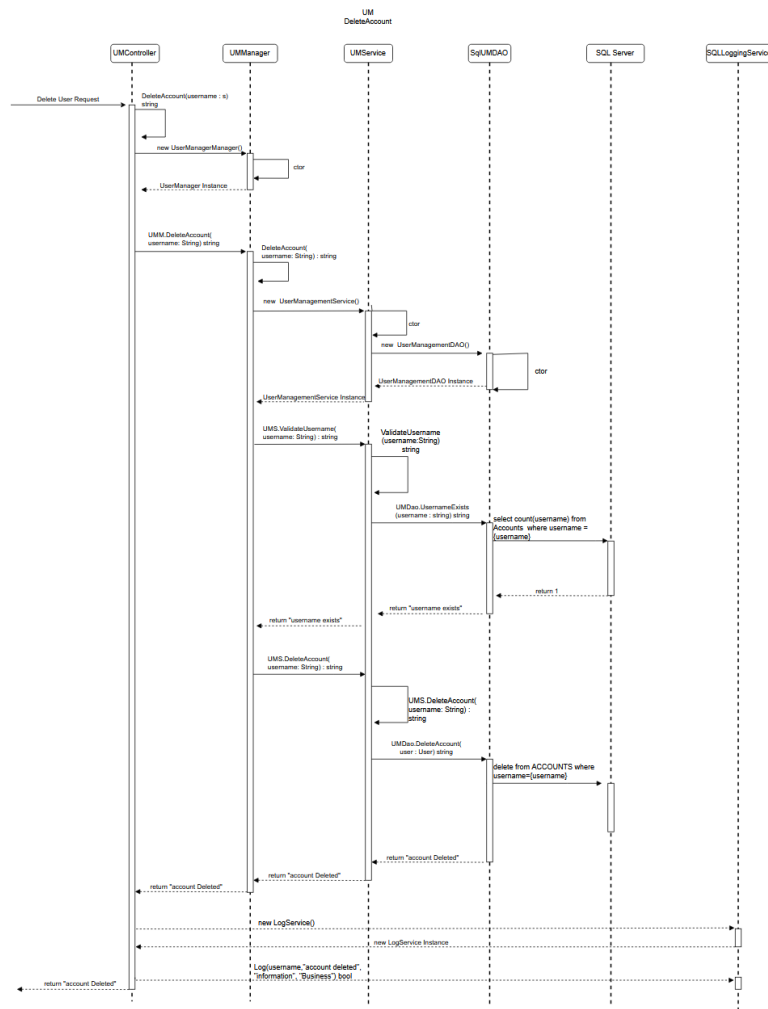 UM
DeleteAccount
UMController
UMManager
UMService
SqlUMDAO
SQL Server
SQLLoggingService
Delete User Request
DeleteAccount(username : s)
string
new UserManagerManager()
ctor
UserManager Instance
UMM.DeleteAccount(
username: String) string
DeleteAccount(
username: String) : string
new UserManagementService()
ctor
new UserManagementDAO()
ctor
UserManagementDAO Instance
UserManagementService Instance
UMS.ValidateUsername(
username: String) : string
ValidateUsername
(username:String)
string
UMDao.UsernameExists
(username : string) string
select count(username) from
Accounts where username =
{username}
return 1
return "username exists"
return "username exists"
UMS.DeleteAccount(
username: String) : string
UMS.DeleteAccount(
username: String) :
string
UMDao.DeleteAccount(
user : User) string
delete from ACCOUNTS where
username={username}
return "account Deleted"
return "account Deleted"
return "account Deleted"
new LogService()
new LogService Instance
Log(username,"account deleted",
"information", "Business") bool
return "account Deleted"